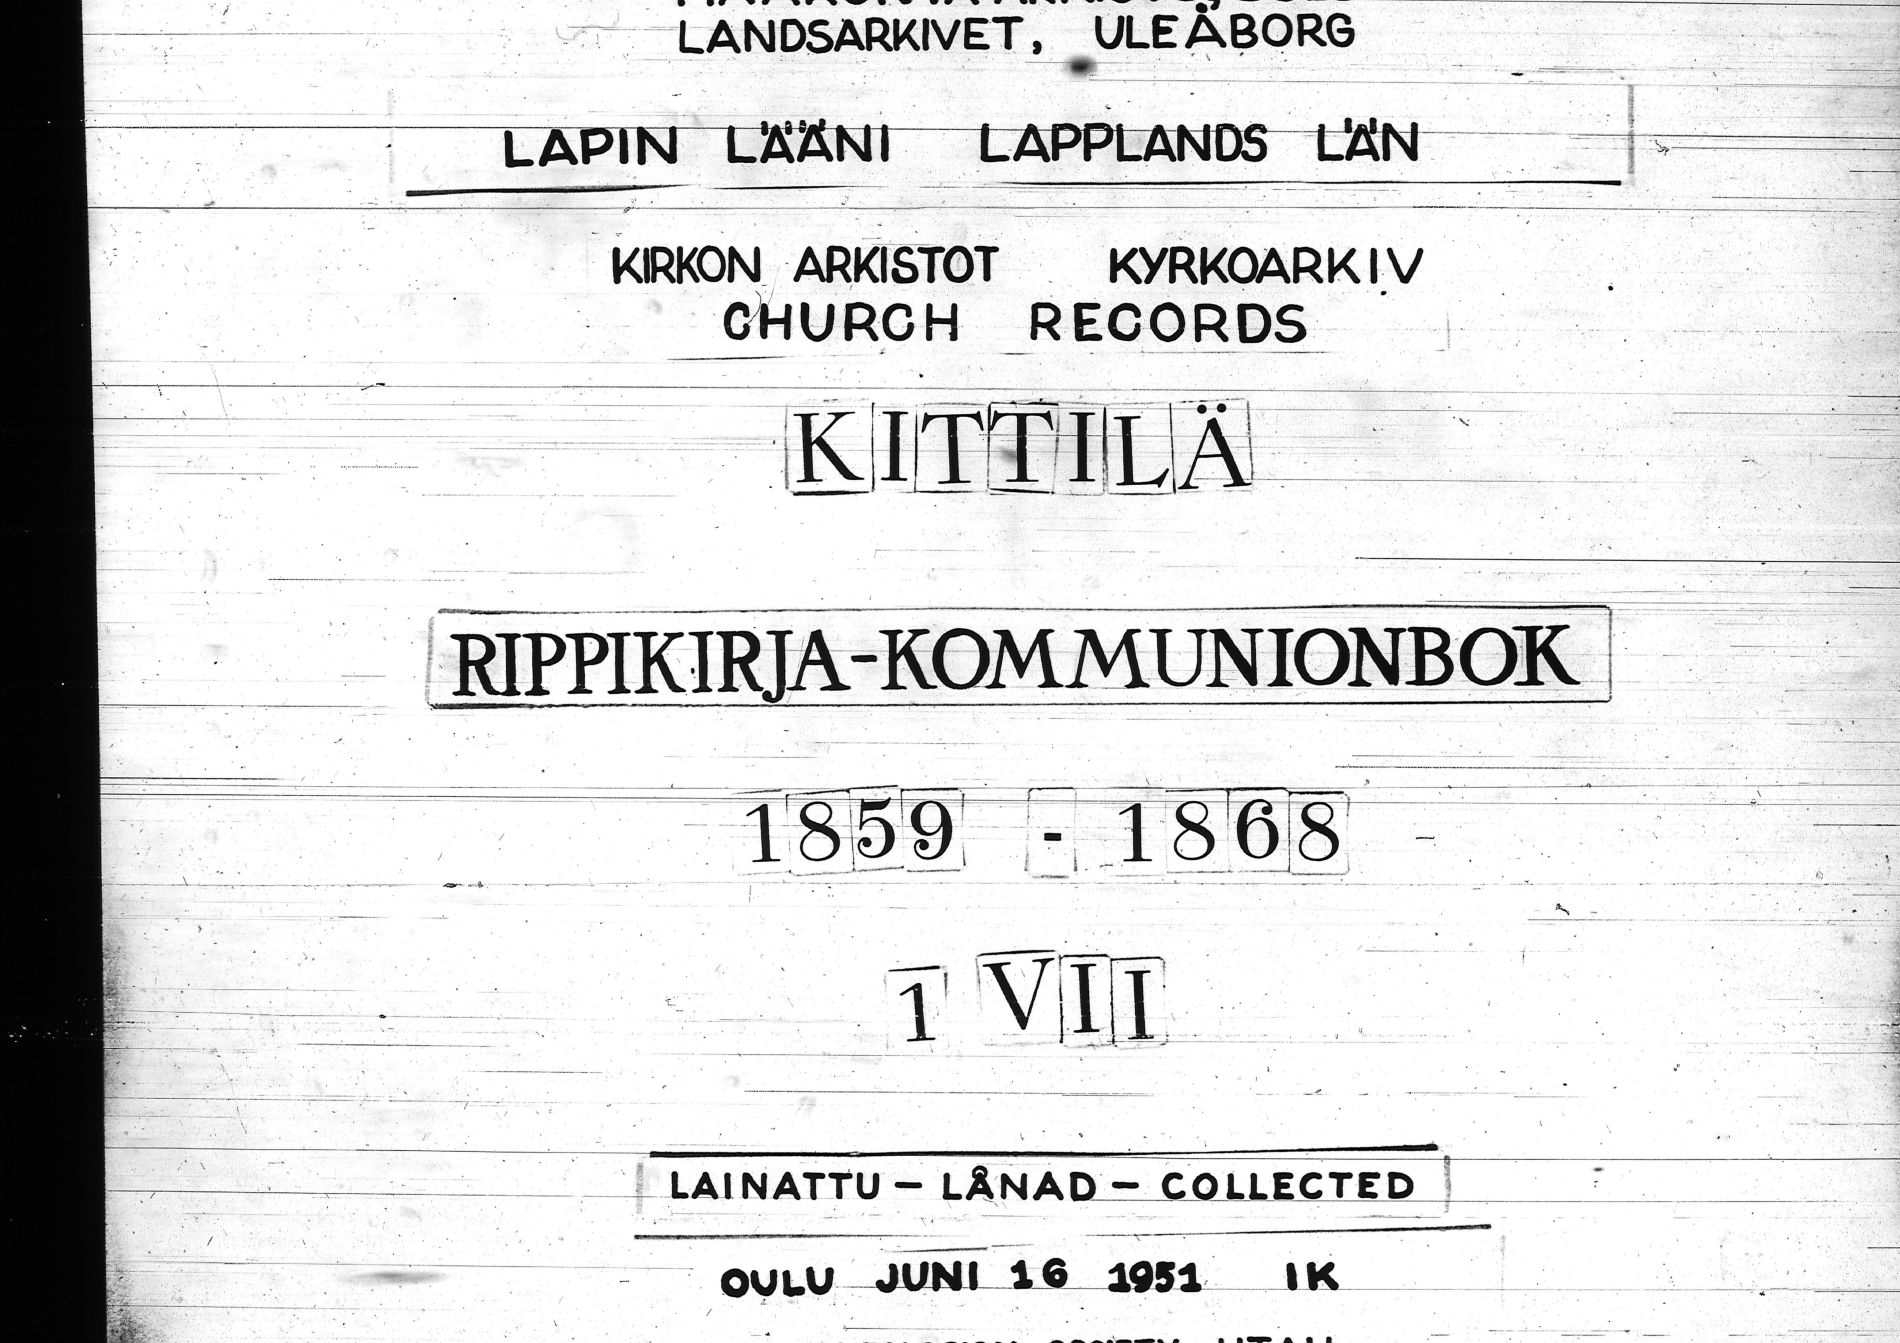 LANDSARKIVET, ULEÅBORG
LAPIN LÄÄNI LAPPLANDS LÄN
KIRKON ARKISTOT KYRKOARKIV
CHURCH RECORDS
KITTILÄ
RIPPIKIRJA-KOMMUNIONBOK
1859 - 1868
1 VII
LAINATTU - LÅNAD - COLLECTED
OULU JUNI 16 1951 IK